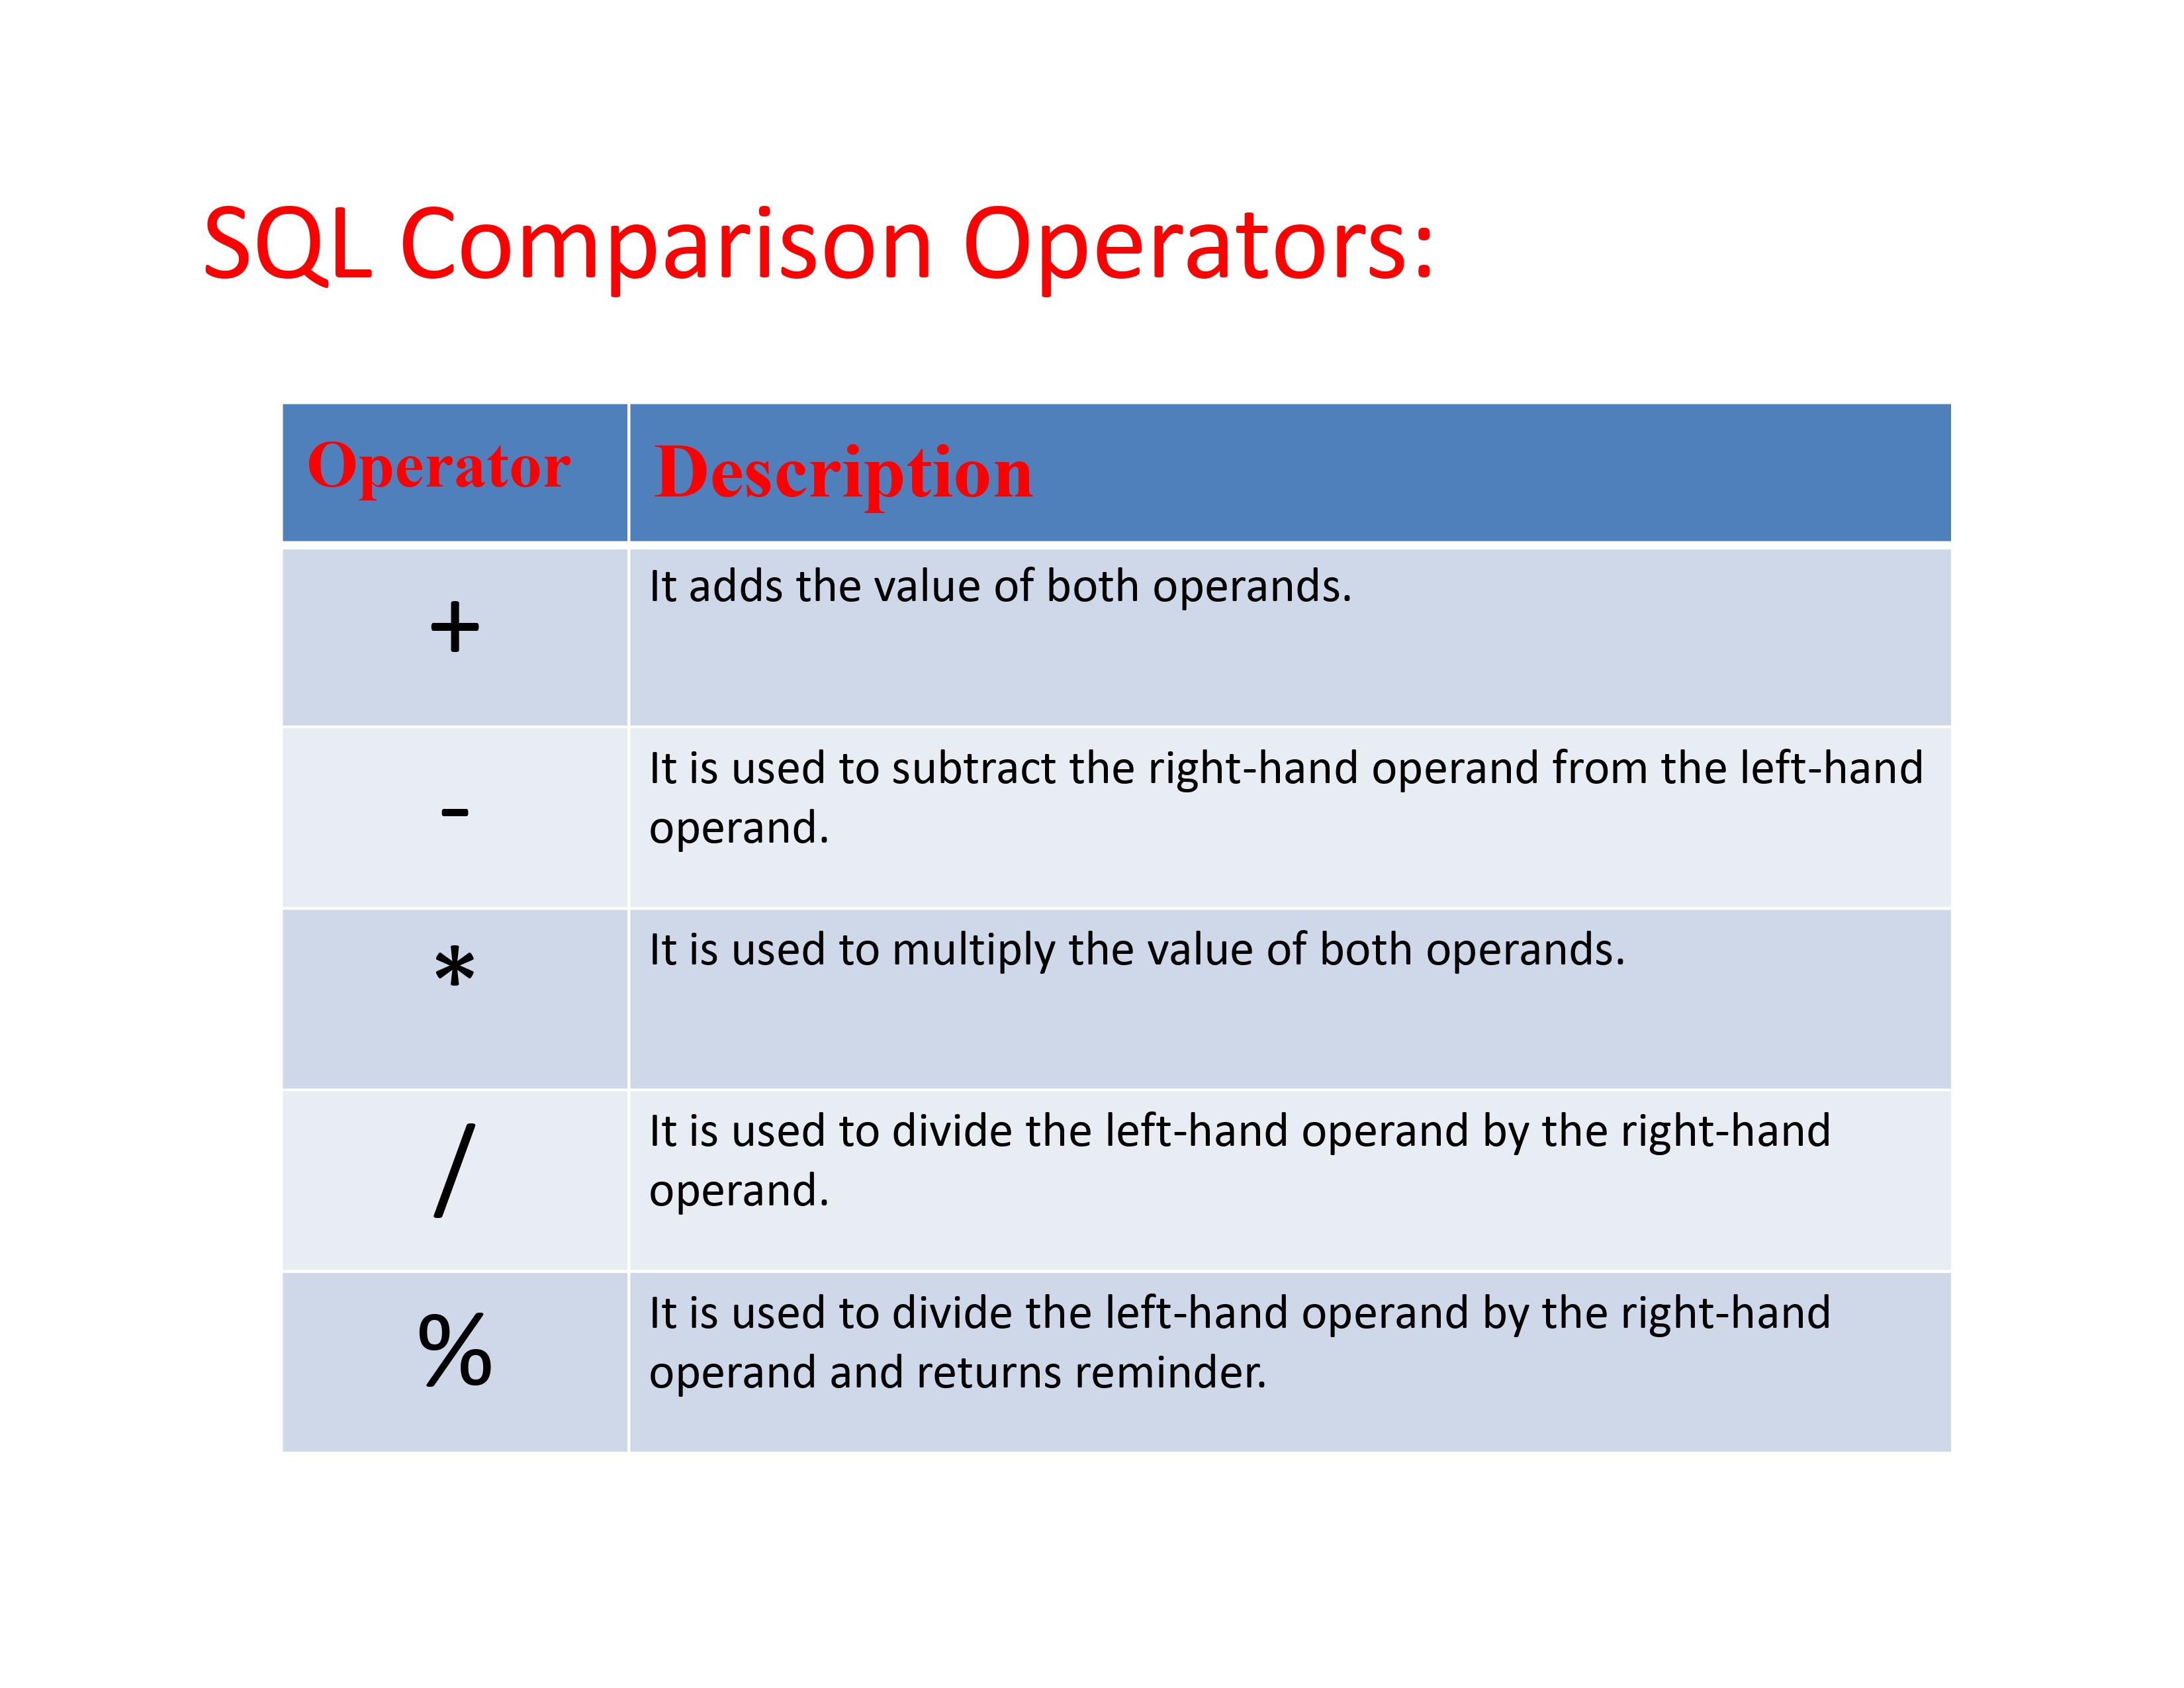 SQL Comparison Operators:
Operator Description
+ It adds the value of both operands.
- It is used to subtract the right-hand operand from the left-hand
operand.
* It is used to multiply the value of both operands.
/ It is used to divide the left-hand operand by the right-hand
operand.
% It is used to divide the left-hand operand by the right-hand
operand and returns reminder.